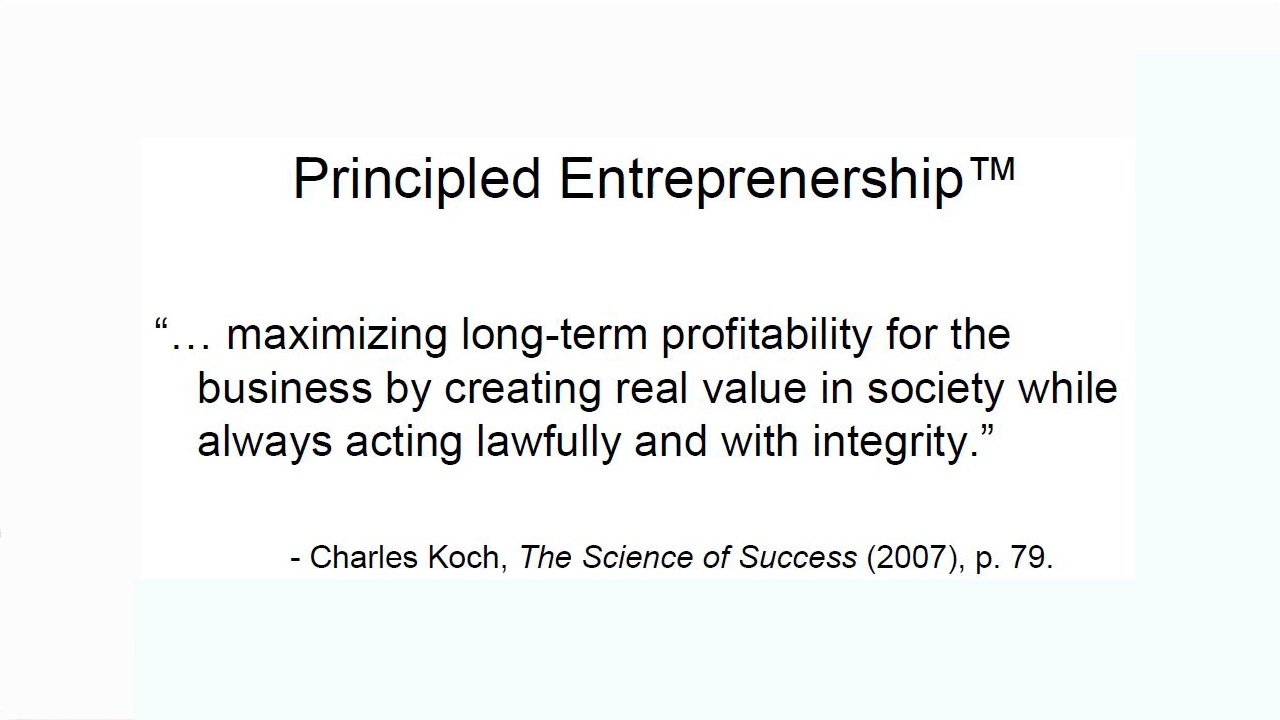 Principled Entreprenership™
“… maximizing long-term profitability for the
business by creating real value in society while
always acting lawfully and with integrity.”
- Charles Koch, The Science of Success (2007), p. 79.